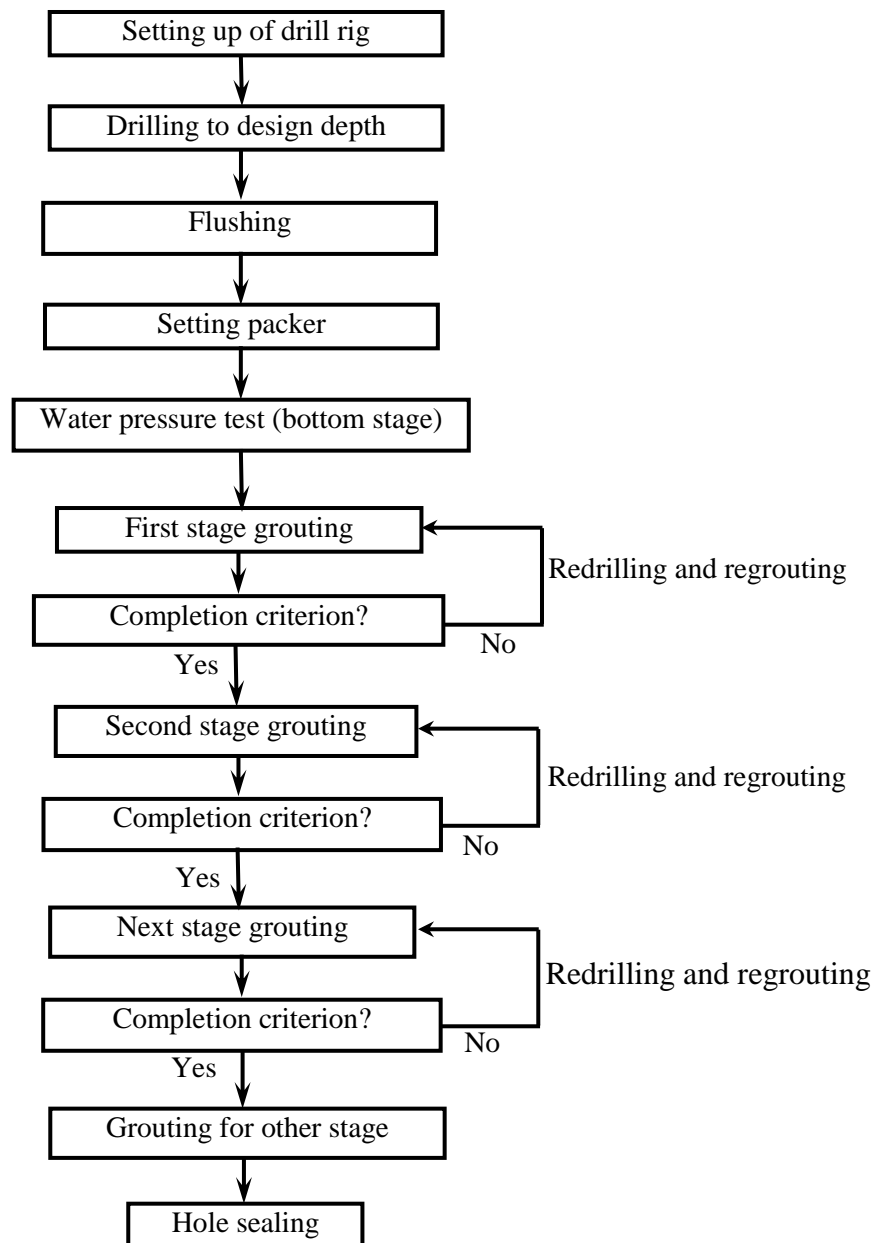 Setting up of drill rig
Drilling to design depth
Flushing
Setting packer
Water pressure test (bottom stage)
First stage grouting
Redrilling and regrouting
Completion criterion?
No
Yes
Second stage grouting
Redrilling and regrouting
Completion criterion?
No
Yes
Next stage grouting
Redrilling and regrouting
Completion criterion?
No
Yes
Grouting for other stage
Hole sealing